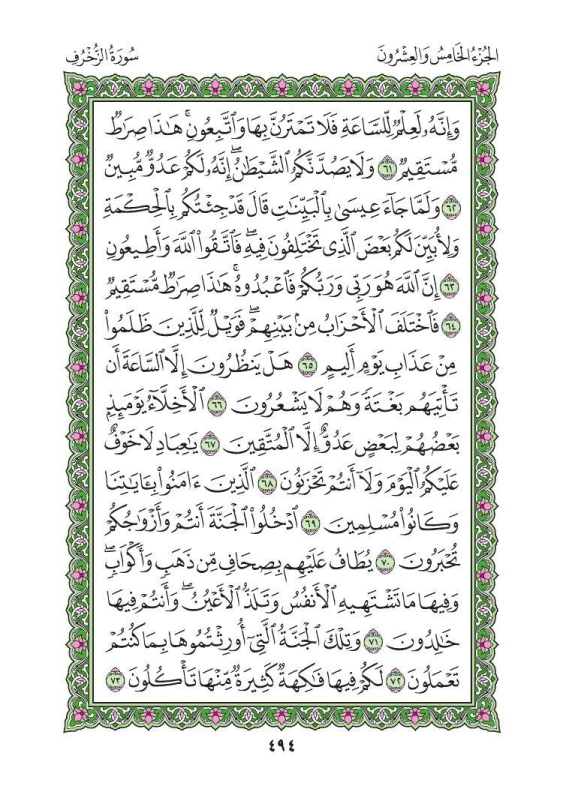 الجُزْءُ الخَامِسُ وَالعِشْرُونَ
سُورَةُ الزُّخْرُفِ
وَإِنَّهُۥ لَعِلْمٌ لِّلسَّاعَةِ فَلَا تَمْتَرُنَّ بِهَا وَٱتَّبِعُونِ ۚ هَـٰذَا صِرَٰطٌ
مُّسْتَقِيمٌ ٦١ وَلَا يَصُدَّنَّكُمُ ٱلشَّيْطَـٰنُ ۖ إِنَّهُۥ لَكُمْ عَدُوٌّ مُّبِينٌ
٦٢ وَلَمَّا جَآءَ عِيسَىٰ بِٱلْبَيِّنَـٰتِ قَالَ قَدْ جِئْتُكُم بِٱلْحِكْمَةِ
وَلِأُبَيِّنَ لَكُم بَعْضَ ٱلَّذِى تَخْتَلِفُونَ فِيهِ ۖ فَٱتَّقُوا۟ ٱللَّهَ وَأَطِيعُونِ
٦٣ إِنَّ ٱللَّهَ هُوَ رَبِّى وَرَبُّكُمْ فَٱعْبُدُوهُ ۚ هَـٰذَا صِرَٰطٌ مُّسْتَقِيمٌ
٦٤ فَٱخْتَلَفَ ٱلْأَحْزَابُ مِنۢ بَيْنِهِمْ ۖ فَوَيْلٌ لِّلَّذِينَ ظَلَمُوا۟
مِنْ عَذَابِ يَوْمٍ أَلِيمٍ ٦٥ هَلْ يَنظُرُونَ إِلَّا ٱلسَّاعَةَ أَن
تَأْتِيَهُم بَغْتَةً وَهُمْ لَا يَشْعُرُونَ ٦٦ ٱلْأَخِلَّآءُ يَوْمَئِذٍۭ
بَعْضُهُمْ لِبَعْضٍ عَدُوٌّ إِلَّا ٱلْمُتَّقِينَ ٦٧ يَـٰعِبَادِ لَا خَوْفٌ
عَلَيْكُمُ ٱلْيَوْمَ وَلَآ أَنتُمْ تَحْزَنُونَ ٦٨ ٱلَّذِينَ ءَامَنُوا۟ بِـَٔايَـٰتِنَا
وَكَانُوا۟ مُسْلِمِينَ ٦٩ ٱدْخُلُوا۟ ٱلْجَنَّةَ أَنتُمْ وَأَزْوَٰجُكُمْ
تُحْبَرُونَ ٧٠ يُطَافُ عَلَيْهِم بِصِحَافٍ مِّن ذَهَبٍ وَأَكْوَابٍ ۖ
وَفِيهَا مَا تَشْتَهِيهِ ٱلْأَنفُسُ وَتَلَذُّ ٱلْأَعْيُنُ ۖ وَأَنتُمْ فِيهَا
خَـٰلِدُونَ ٧١ وَتِلْكَ ٱلْجَنَّةُ ٱلَّتِىٓ أُورِثْتُمُوهَا بِمَا كُنتُمْ
تَعْمَلُونَ ٧٢ لَكُمْ فِيهَا فَـٰكِهَةٌ كَثِيرَةٌ مِّنْهَا تَأْكُلُونَ ٧٣
٤٩٤